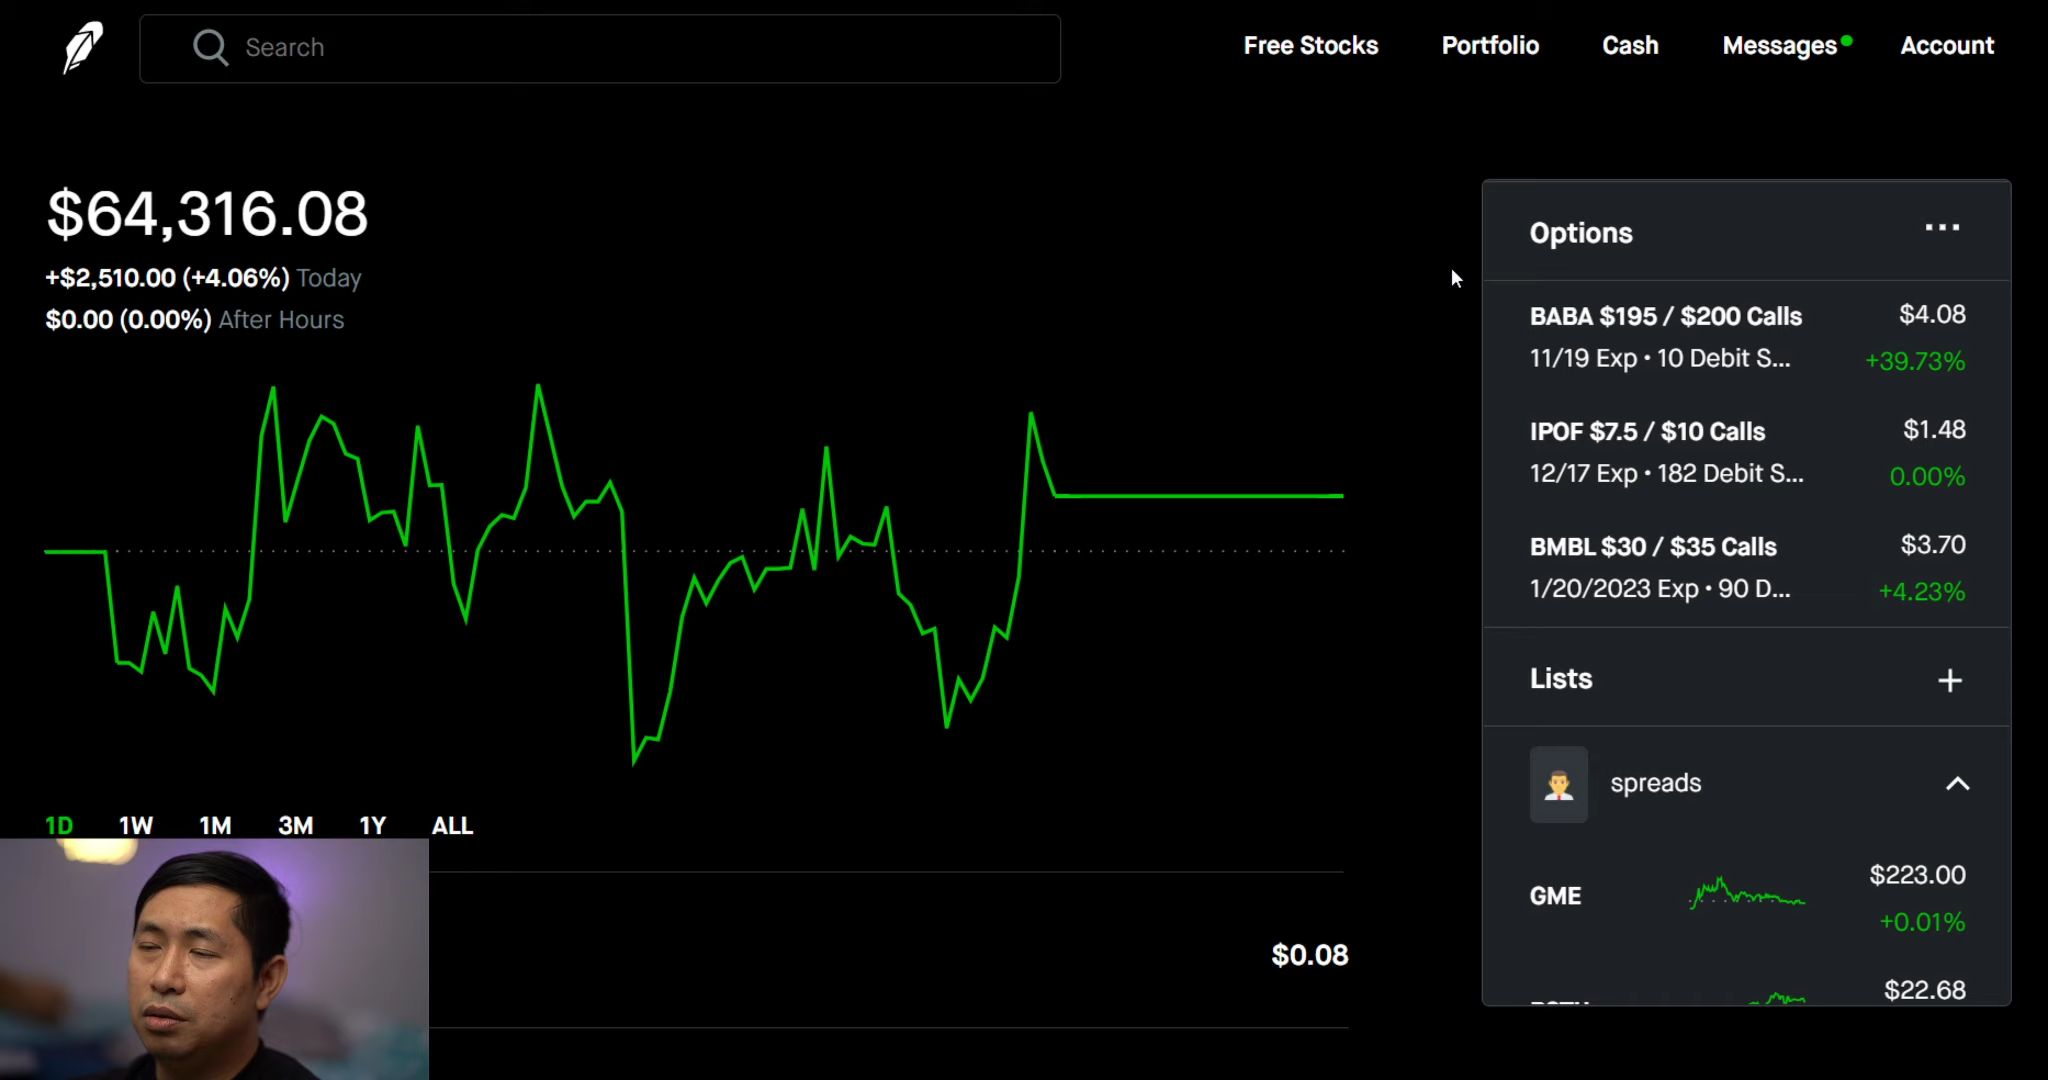 Search
Free Stocks
Portfolio
Cash
Messages
Account
$64,316.08
+$2,510.00 (+4.06%) Today
$0.00 (0.00%) After Hours
1D
1W
1M
3M
1Y
ALL
$0.08
Options
BABA $195 / $200 Calls
$4.08
11/19 Exp • 10 Debit S...
+39.73%
IPOF $7.5 / $10 Calls
$1.48
12/17 Exp • 182 Debit S...
0.00%
BMBL $30 / $35 Calls
$3.70
1/20/2023 Exp • 90 D...
+4.23%
Lists
spreads
GME
$223.00
+0.01%
$22.68